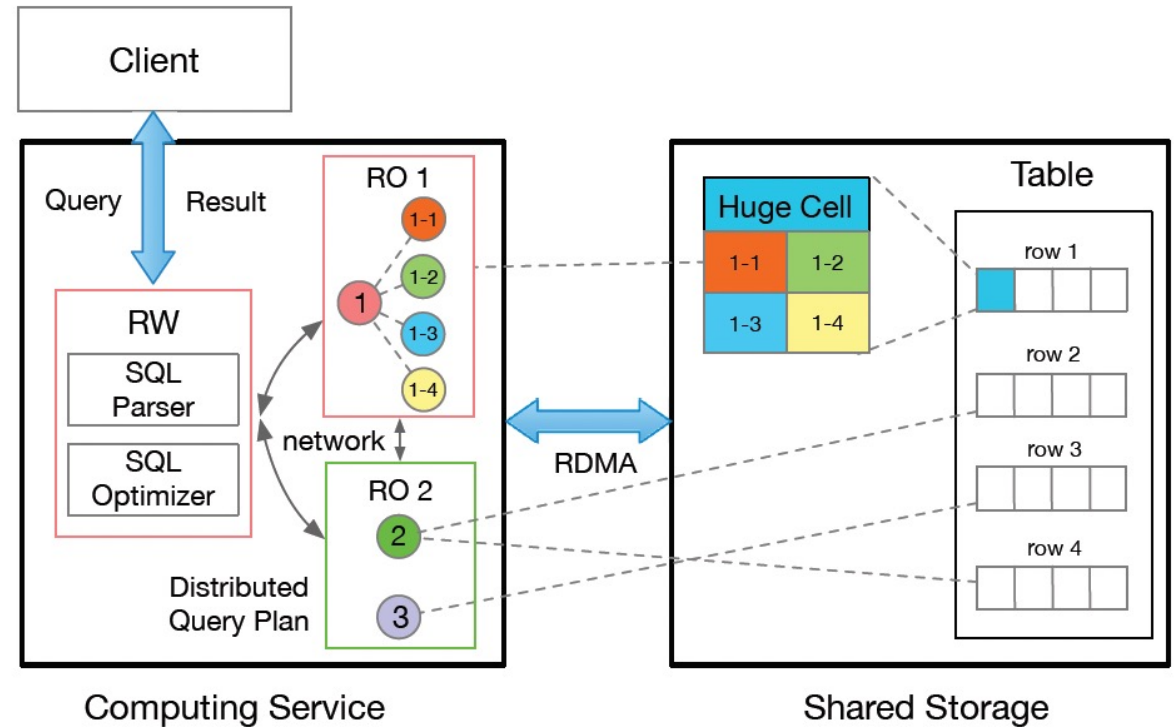 Client
Query
Result
RW
SQL
Parser
SQL
Optimizer
RO 1
1
1-1
1-2
1-3
1-4
network
RO 2
2
3
Distributed
Query Plan
Computing Service
RDMA
Huge Cell
1-1
1-2
1-3
1-4
Table
row 1
row 2
row 3
row 4
Shared Storage